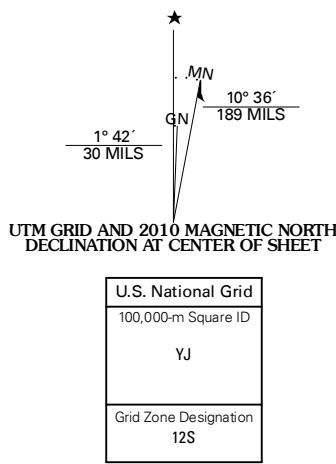 ★
MN
GN
10° 36´
189 MILS
1° 42´
30 MILS
UTM GRID AND 2010 MAGNETIC NORTH
DECLINATION AT CENTER OF SHEET
U.S. National Grid
100,000-m Square ID
YJ
Grid Zone Designation
12S